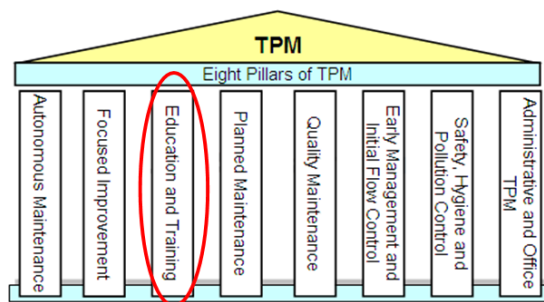 TPM
Eight Pillars of TPM
Autonomous Maintenance
Focused Improvement
Education and Training
Planned Maintenance
Quality Maintenance
Early Management and
Initial Flow Control
Safety, Hygiene and
Pollution Control
Administrative and Office
TPM